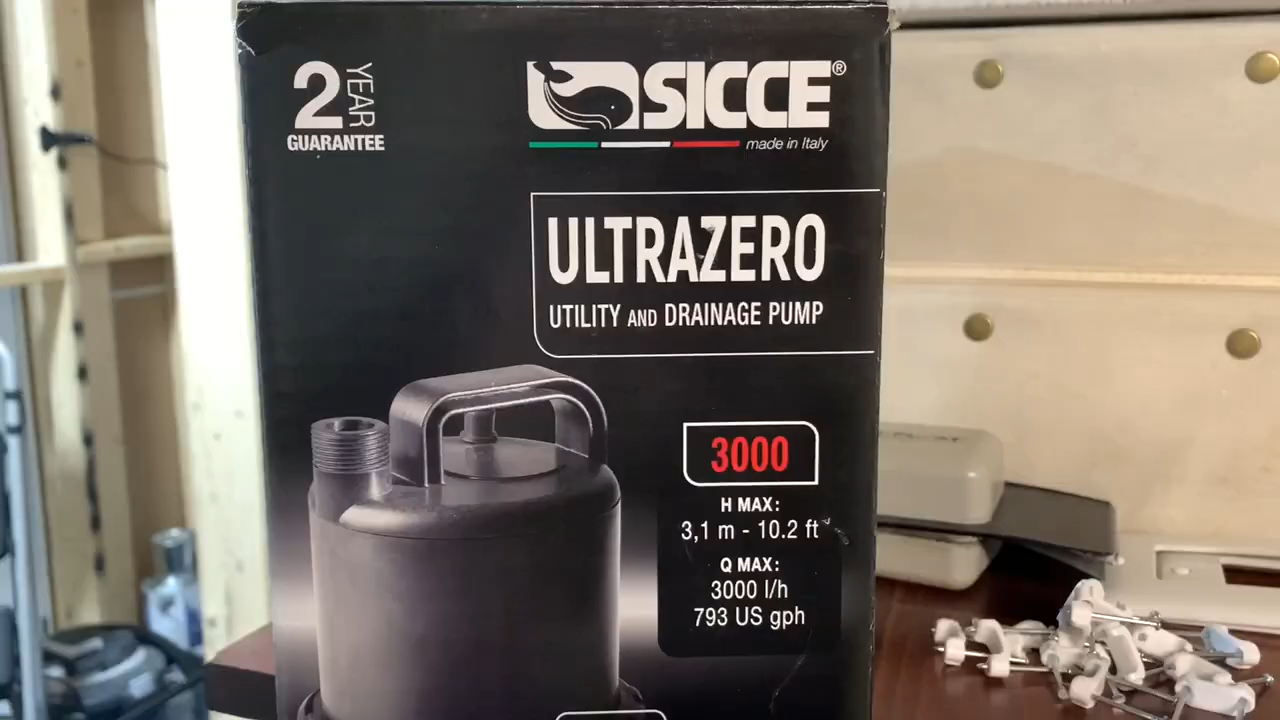 2 YEAR
GUARANTEE
SICCE®
made in Italy
ULTRAZERO
UTILITY AND DRAINAGE PUMP
3000
H MAX:
3,1 m - 10.2 ft
Q MAX:
3000 l/h
793 US gph